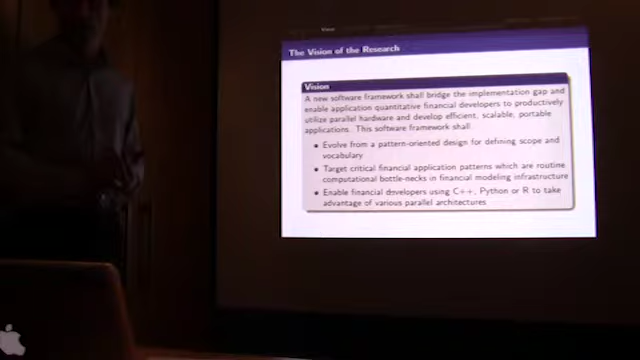 Vision
The Vision of the Research
Vision
A new software framework shall bridge the implementation gap and
enable application quantitative financial developers to productively
utilize parallel hardware and develop efficient, scalable, portable
applications. This software framework shall
Evolve from a pattern-oriented design for defining scope and
vocabulary
Target critical financial application patterns which are routine
computational bottle-necks in financial modeling infrastructure
Enable financial developers using C++, Python or R to take
advantage of various parallel architectures